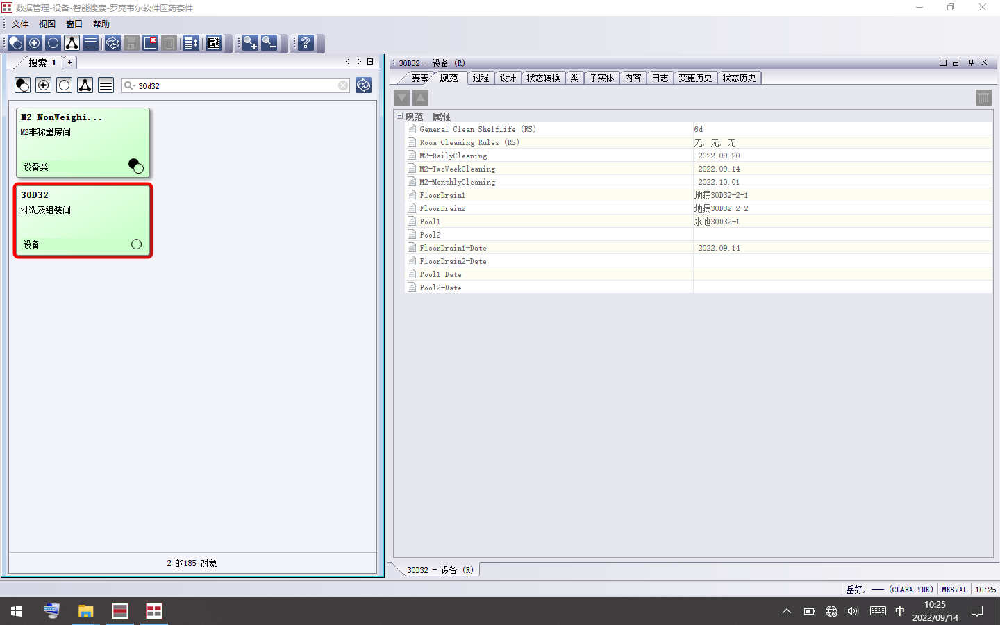 数据管理-设备-智能搜索-罗克韦尔软件医药套件
文件 视图 窗口 帮助
搜索 1 +
30d32
M2-NonWeighi...
M2非称量房间
设备类
30D32
淋洗及组装间
设备
2 的185 对象
30D32 - 设备 (R)
要素 规范 过程 设计 状态转换 类 子实体 内容 日志 变更历史 状态历史
规范 属性
General Clean Shelflife (RS) 6d
Room Cleaning Rules (RS) 无, 无, 无
M2-DailyCleaning 2022.09.20
M2-TwoWeekCleaning 2022.09.14
M2-MonthlyCleaning 2022.10.01
FloorDrain1 地漏30D32-2-1
FloorDrain2 地漏30D32-2-2
Pool1 水池30D32-1
Pool2
FloorDrain1-Date 2022.09.14
FloorDrain2-Date
Pool1-Date
Pool2-Date
30D32 - 设备 (R)
岳好, —— (CLARA.YUE) MESVAL 10:25
中 10:25
2022/09/14